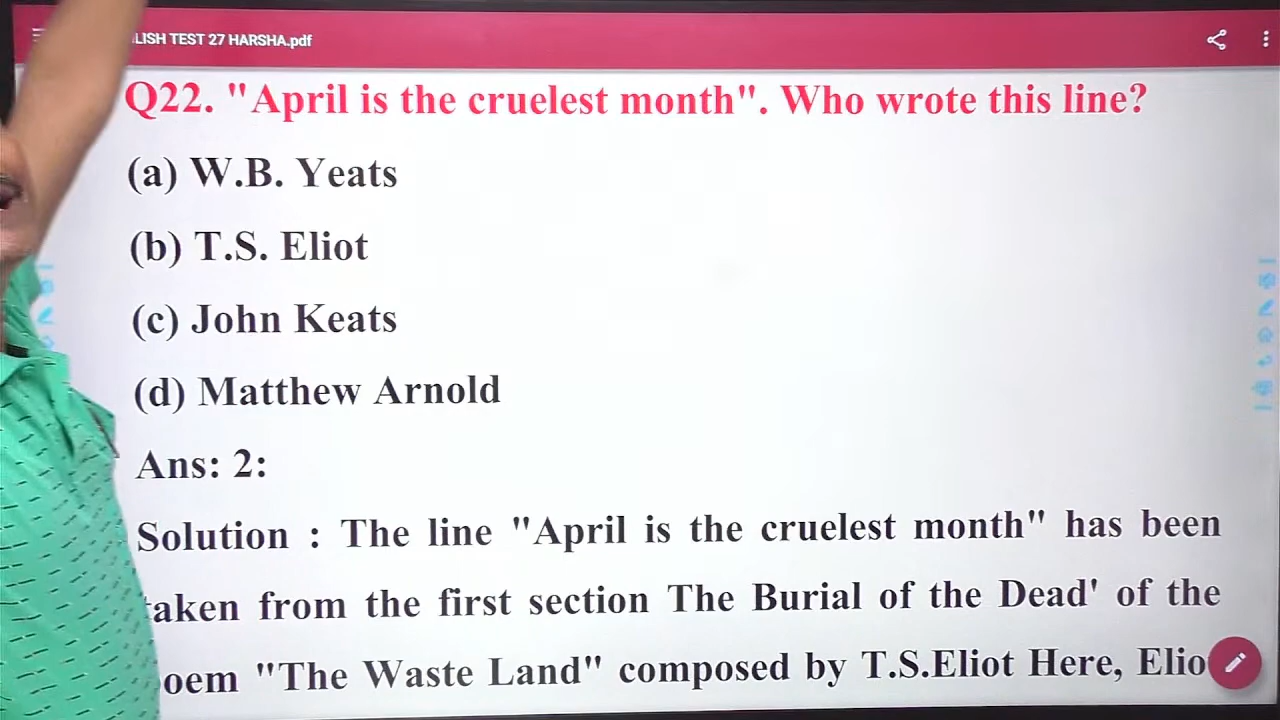 LISH TEST 27 HARSHA.pdf
Q22. "April is the cruelest month". Who wrote this line?
(a) W.B. Yeats
(b) T.S. Eliot
(c) John Keats
(d) Matthew Arnold
Ans: 2:
Solution : The line "April is the cruelest month" has been
taken from the first section The Burial of the Dead' of the
oem "The Waste Land" composed by T.S.Eliot Here, Elio